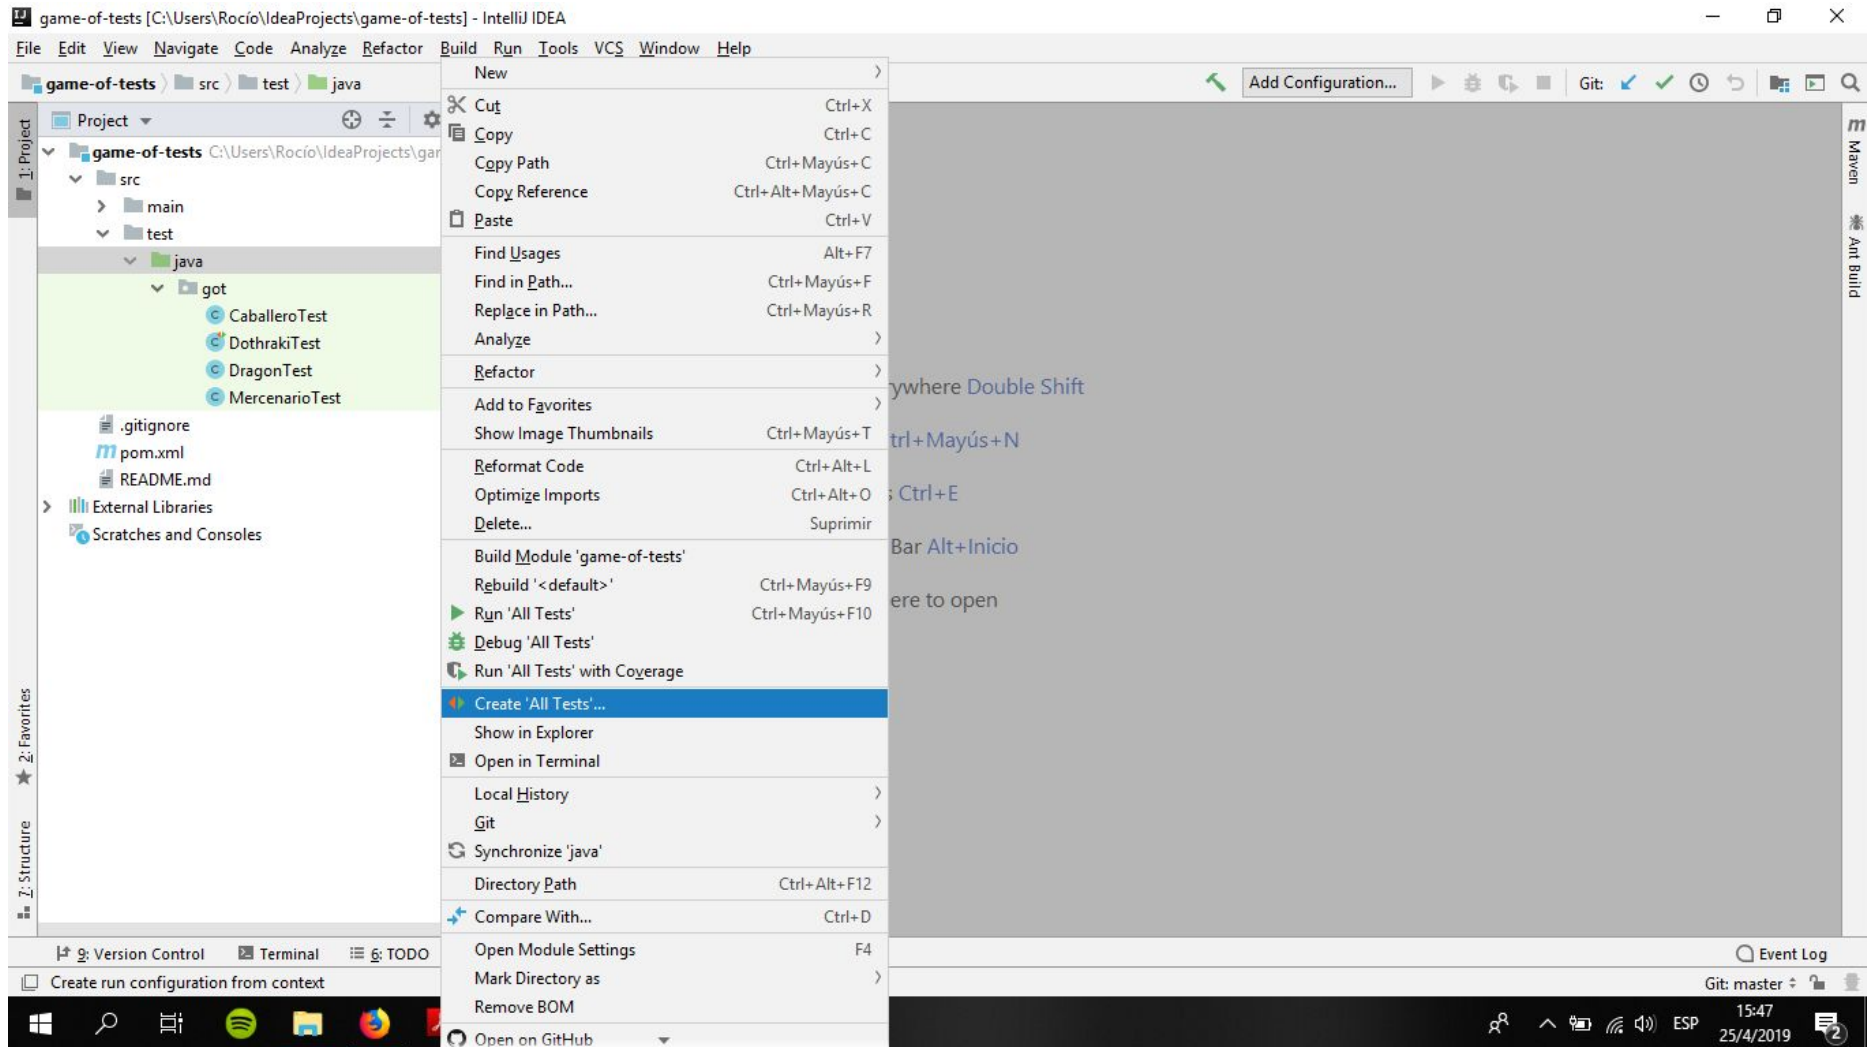 game-of-tests [C:\Users\Rocío\IdeaProjects\game-of-tests] - IntelliJ IDEA
File Edit View Navigate Code Analyze Refactor Build Run Tools VCS Window Help
game-of-tests src test java
Add Configuration... Git:
1: Project
2: Favorites
7: Structure
Project
game-of-tests C:\Users\Rocío\IdeaProjects\gar
src
main
test
java
got
CaballeroTest
DothrakiTest
DragonTest
MercenarioTest
.gitignore
pom.xml
README.md
External Libraries
Scratches and Consoles
New
Cut Ctrl+X
Copy Ctrl+C
Copy Path Ctrl+Mayús+C
Copy Reference Ctrl+Alt+Mayús+C
Paste Ctrl+V
Find Usages Alt+F7
Find in Path... Ctrl+Mayús+F
Replace in Path... Ctrl+Mayús+R
Analyze
Refactor
Add to Favorites
Show Image Thumbnails Ctrl+Mayús+T
Reformat Code Ctrl+Alt+L
Optimize Imports Ctrl+Alt+O
Delete... Suprimir
Build Module 'game-of-tests'
Rebuild '<default>' Ctrl+Mayús+F9
Run 'All Tests' Ctrl+Mayús+F10
Debug 'All Tests'
Run 'All Tests' with Coverage
Create 'All Tests'...
Show in Explorer
Open in Terminal
Local History
Git
Synchronize 'java'
Directory Path Ctrl+Alt+F12
Compare With... Ctrl+D
Open Module Settings F4
Mark Directory as
Remove BOM
Open on GitHub
ywhere Double Shift
trl+Mayús+N
s Ctrl+E
Bar Alt+Inicio
ere to open
Maven
Ant Build
9: Version Control Terminal 6: TODO
Event Log
Create run configuration from context
Git: master
ESP
15:47
25/4/2019
2